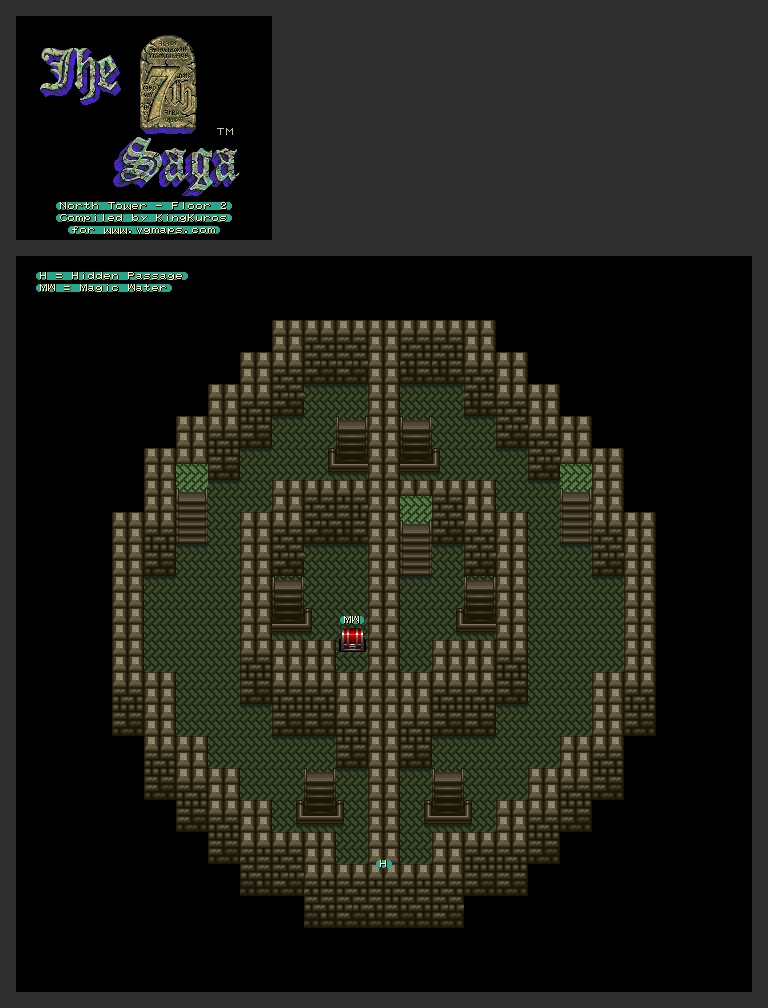 The 7th
TM
Saga
North Tower - Floor 2
Compiled by KingKuros
for www.vgmaps.com
H = Hidden Passage
MW = Magic Water
MW
H